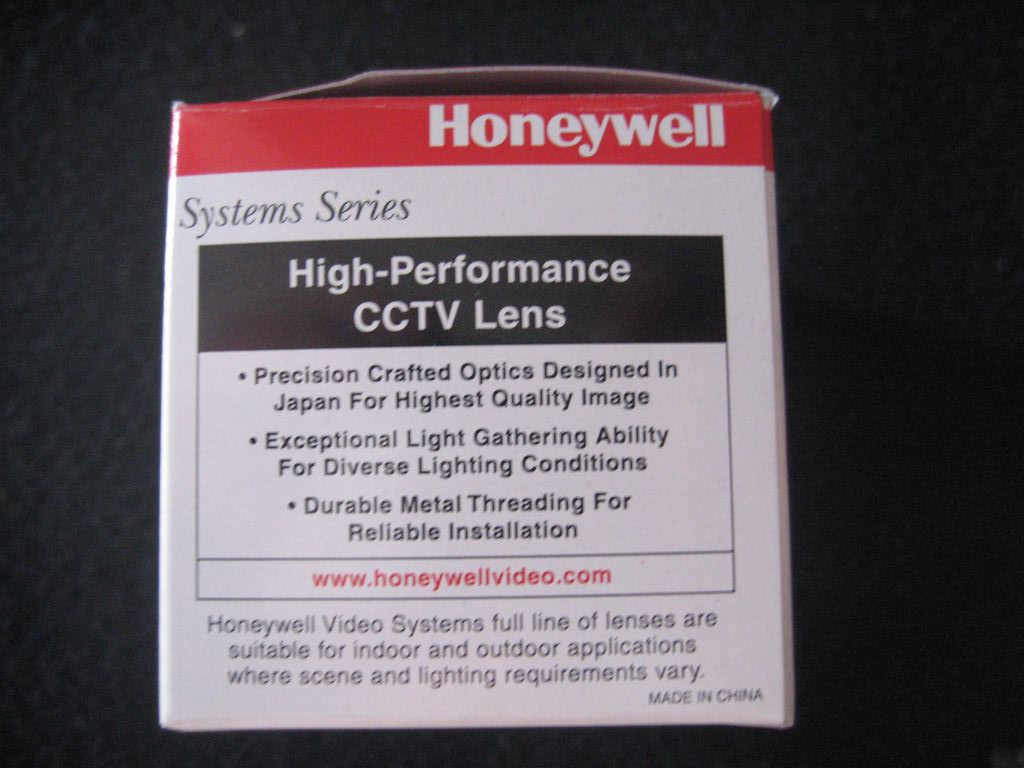 Honeywell
Systems Series
High-Performance
CCTV Lens
• Precision Crafted Optics Designed In
Japan For Highest Quality Image
• Exceptional Light Gathering Ability
For Diverse Lighting Conditions
• Durable Metal Threading For
Reliable Installation
www.honeywellvideo.com
Honeywell Video Systems full line of lenses are
suitable for indoor and outdoor applications
where scene and lighting requirements vary.
MADE IN CHINA